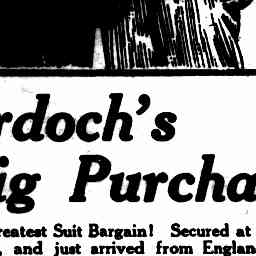 rdoch's
ig Purcha
reatest Suit Bargain! Secured at
, and just arrived from Englan